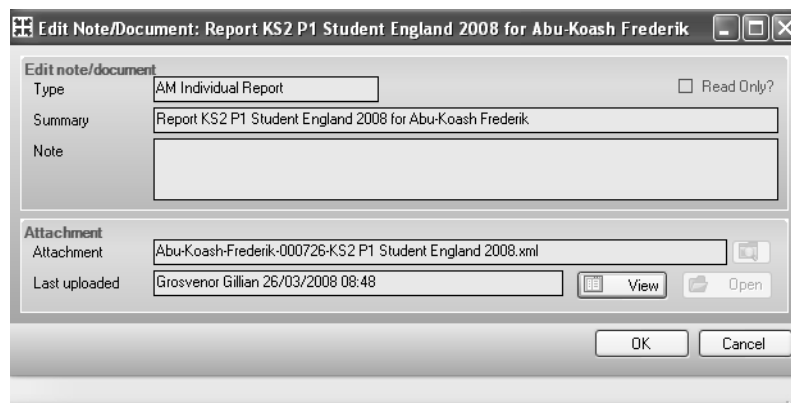 Edit Note/Document: Report KS2 P1 Student England 2008 for Abu-Koash Frederik
Edit note/document
Type AM Individual Report Read Only?
Summary Report KS2 P1 Student England 2008 for Abu-Koash Frederik
Note
Attachment
Attachment Abu-Koash-Frederik-000726-KS2 P1 Student England 2008.xml
Last uploaded Grosvenor Gillian 26/03/2008 08:48 View Open
OK Cancel